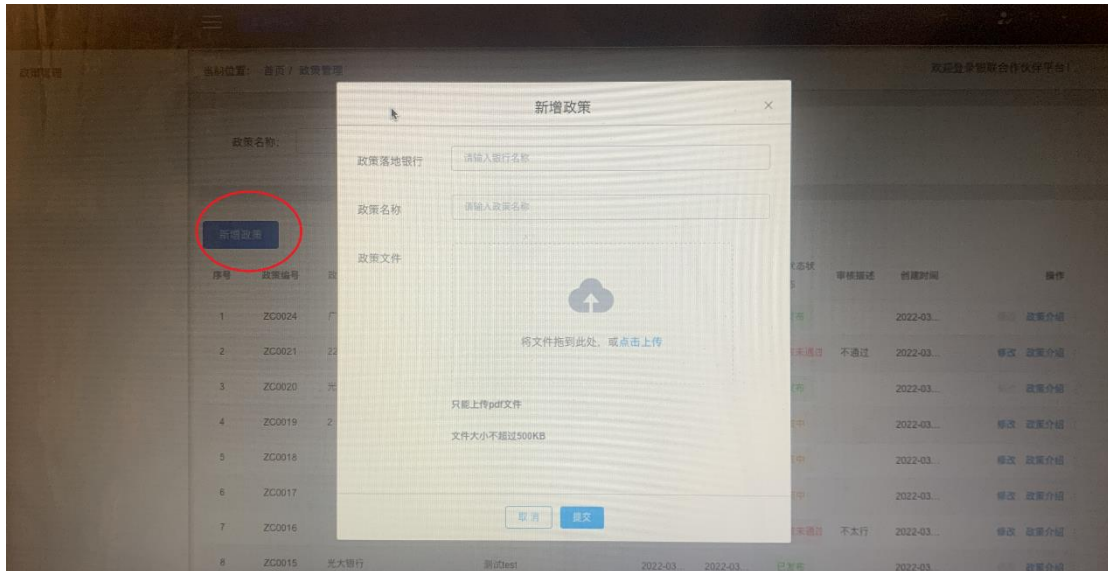 政策管理
当前位置： 首页 / 政策管理
欢迎登录银联合作伙伴平台！
新增政策
政策名称：
政策落地银行
请输入银行名称
政策名称
请输入政策名称
新增政策
政策文件
将文件拖到此处，或点击上传
只能上传pdf文件
文件大小不超过500KB
取消 提交
序号 政策编号 审核描述 创建时间 操作
1 ZC0024 2022-03... 政策介绍
2 ZC0021 22 不通过 2022-03... 修改 政策介绍
3 ZC0020 光 2022-03... 政策介绍
4 ZC0019 2 2022-03... 修改 政策介绍
5 ZC0018 2022-03... 修改 政策介绍
6 ZC0017 2022-03... 修改 政策介绍
7 ZC0016 不太行 2022-03... 修改 政策介绍
8 ZC0015 光大银行 测试test 2022-03... 2022-03... 已发布 2022-03... 政策介绍